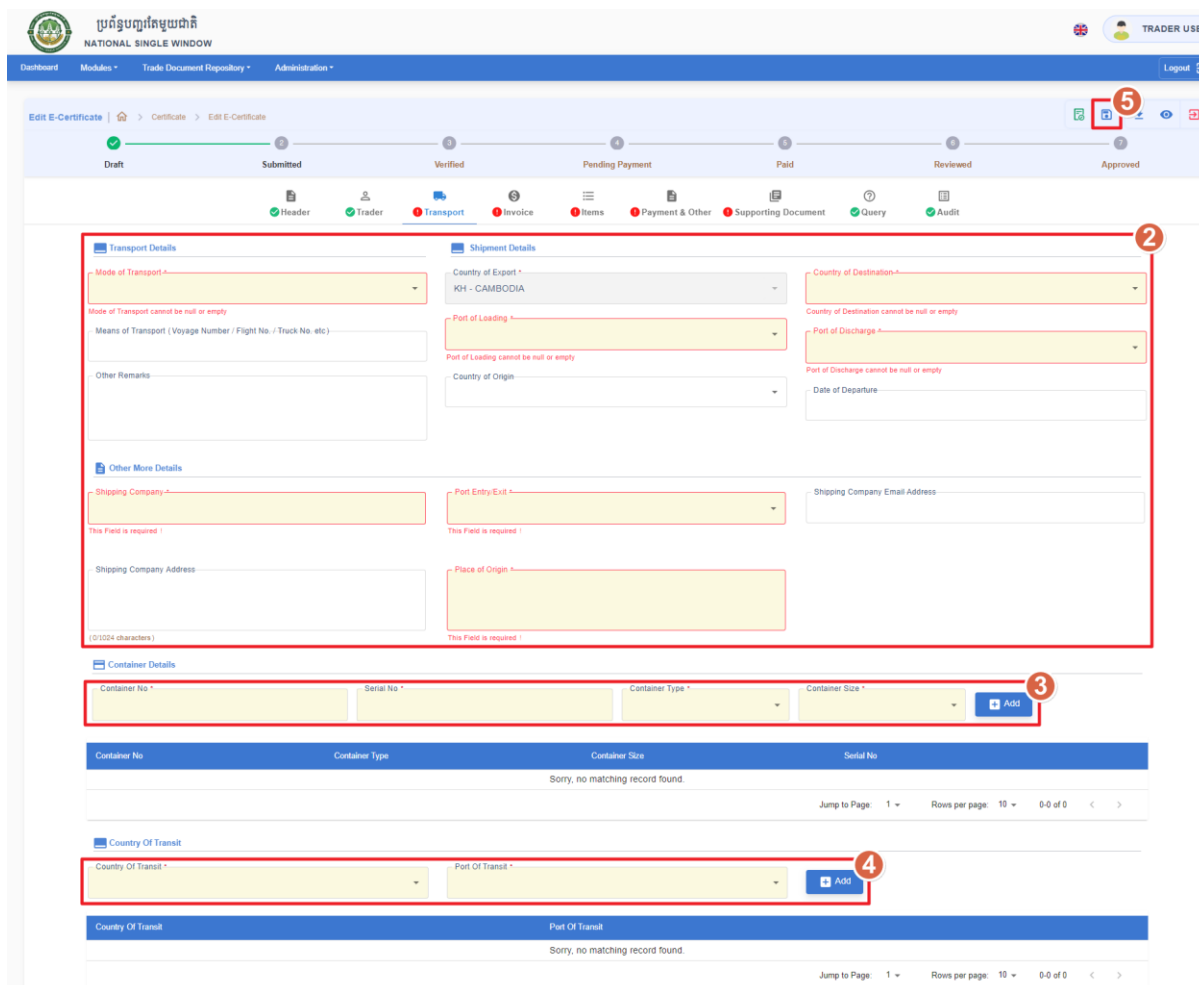 ប្រព័ន្ធបញ្ជរតែមួយជាតិ
NATIONAL SINGLE WINDOW
TRADER USE
Dashboard Modules Trade Document Repository Administration Logout
Edit E-Certificate | > Certificate > Edit E-Certificate
5
2 3 4 5 6 7
Draft Submitted Verified Pending Payment Paid Reviewed Approved
Header Trader Transport Invoice Items Payment & Other Supporting Document Query Audit
2
Transport Details Shipment Details
Mode of Transport * Country of Export * Country of Destination *
KH - CAMBODIA
Mode of Transport cannot be null or empty Country of Destination cannot be null or empty
Means of Transport (Voyage Number / Flight No. / Truck No. etc) Port of Loading * Port of Discharge *
Port of Loading cannot be null or empty Port of Discharge cannot be null or empty
Other Remarks Country of Origin Date of Departure
Other More Details
Shipping Company * Port Entry/Exit * Shipping Company Email Address
This Field is required ! This Field is required !
Shipping Company Address Place of Origin *
(0/1024 characters) This Field is required !
Container Details
3
Container No * Serial No * Container Type * Container Size *
Add
Container No Container Type Container Size Serial No
Sorry, no matching record found.
Jump to Page: 1 Rows per page: 10 0-0 of 0 < >
Country Of Transit
4
Country Of Transit * Port Of Transit *
Add
Country Of Transit Port Of Transit
Sorry, no matching record found.
Jump to Page: 1 Rows per page: 10 0-0 of 0 < >